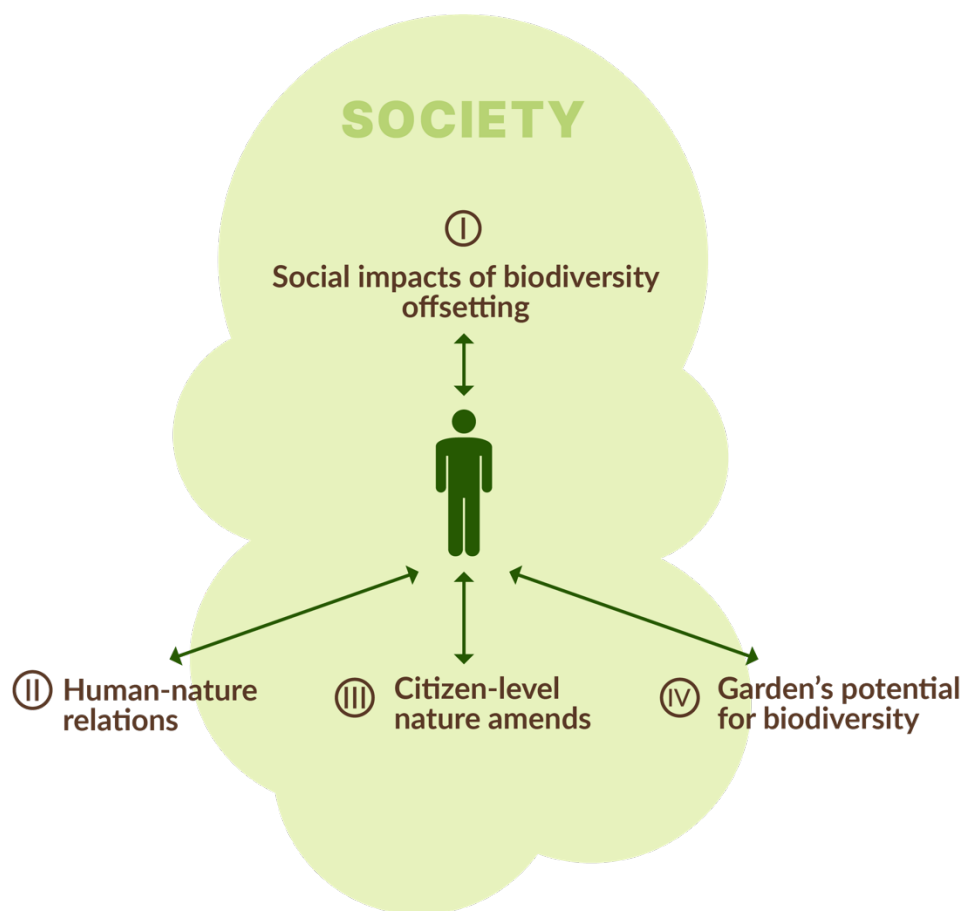 SOCIETY
I
Social impacts of biodiversity
offsetting
II Human-nature
relations
III Citizen-level
nature amends
IV Garden’s potential
for biodiversity